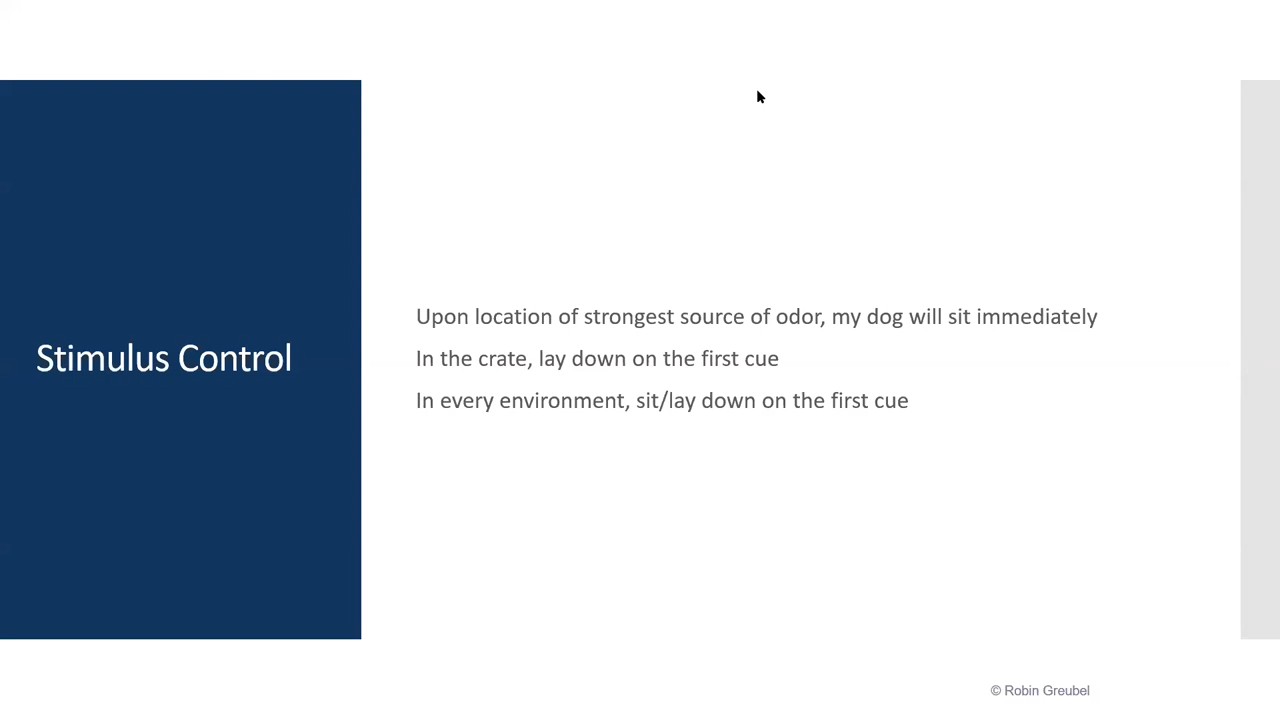 Stimulus Control
Upon location of strongest source of odor, my dog will sit immediately
In the crate, lay down on the first cue
In every environment, sit/lay down on the first cue
© Robin Greubel